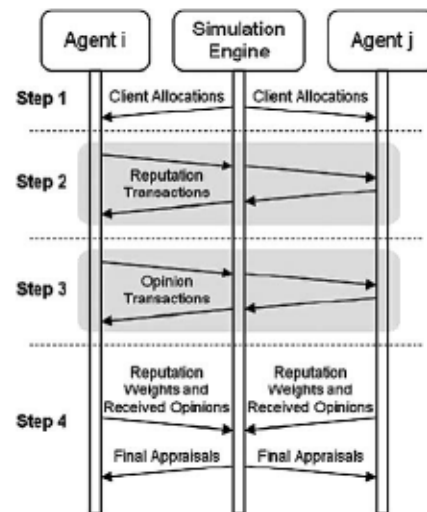 Agent i
Simulation
Engine
Agent j
Step 1
Client Allocations
Client Allocations
Step 2
Reputation
Transactions
Step 3
Opinion
Transactions
Step 4
Reputation
Weights and
Received Opinions
Reputation
Weights and
Received Opinions
Final Appraisals
Final Appraisals